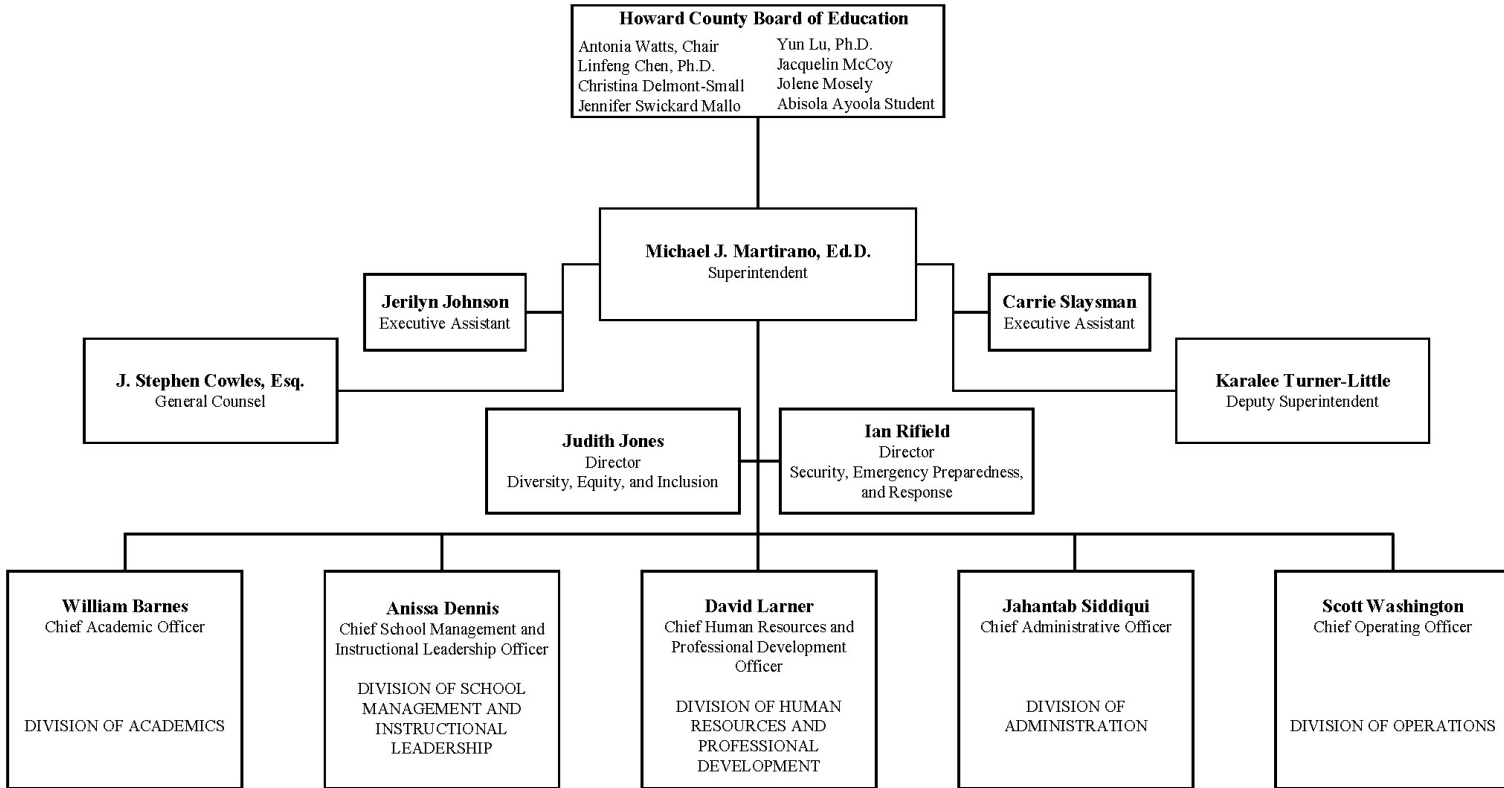 Howard County Board of Education
Antonia Watts, Chair
Linfeng Chen, Ph.D.
Christina Delmont-Small
Jennifer Swickard Mallo
Yun Lu, Ph.D.
Jacquelin McCoy
Jolene Mosely
Abisola Ayoola Student
Michael J. Martirano, Ed.D.
Superintendent
Jerilyn Johnson
Executive Assistant
Carrie Slaysman
Executive Assistant
J. Stephen Cowles, Esq.
General Counsel
Karalee Turner-Little
Deputy Superintendent
Judith Jones
Director
Diversity, Equity, and Inclusion
Ian Rifield
Director
Security, Emergency Preparedness,
and Response
William Barnes
Chief Academic Officer
DIVISION OF ACADEMICS
Anissa Dennis
Chief School Management and
Instructional Leadership Officer
DIVISION OF SCHOOL
MANAGEMENT AND
INSTRUCTIONAL
LEADERSHIP
David Larner
Chief Human Resources and
Professional Development
Officer
DIVISION OF HUMAN
RESOURCES AND
PROFESSIONAL
DEVELOPMENT
Jahantab Siddiqui
Chief Administrative Officer
DIVISION OF
ADMINISTRATION
Scott Washington
Chief Operating Officer
DIVISION OF OPERATIONS